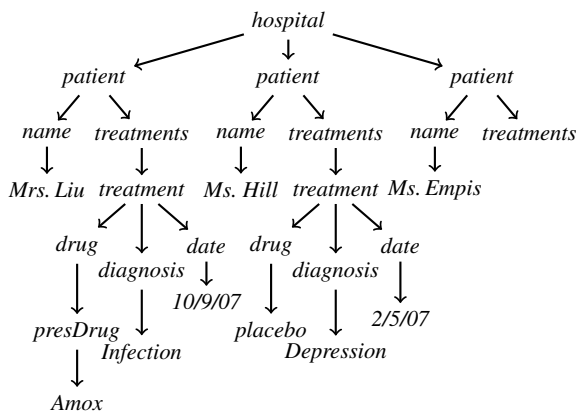 hospital
patient patient patient
name treatments name treatments name treatments
Mrs. Liu treatment Ms. Hill treatment Ms. Empis
drug date drug date
diagnosis diagnosis
10/9/07 2/5/07
presDrug placebo
Infection Depression
Amox